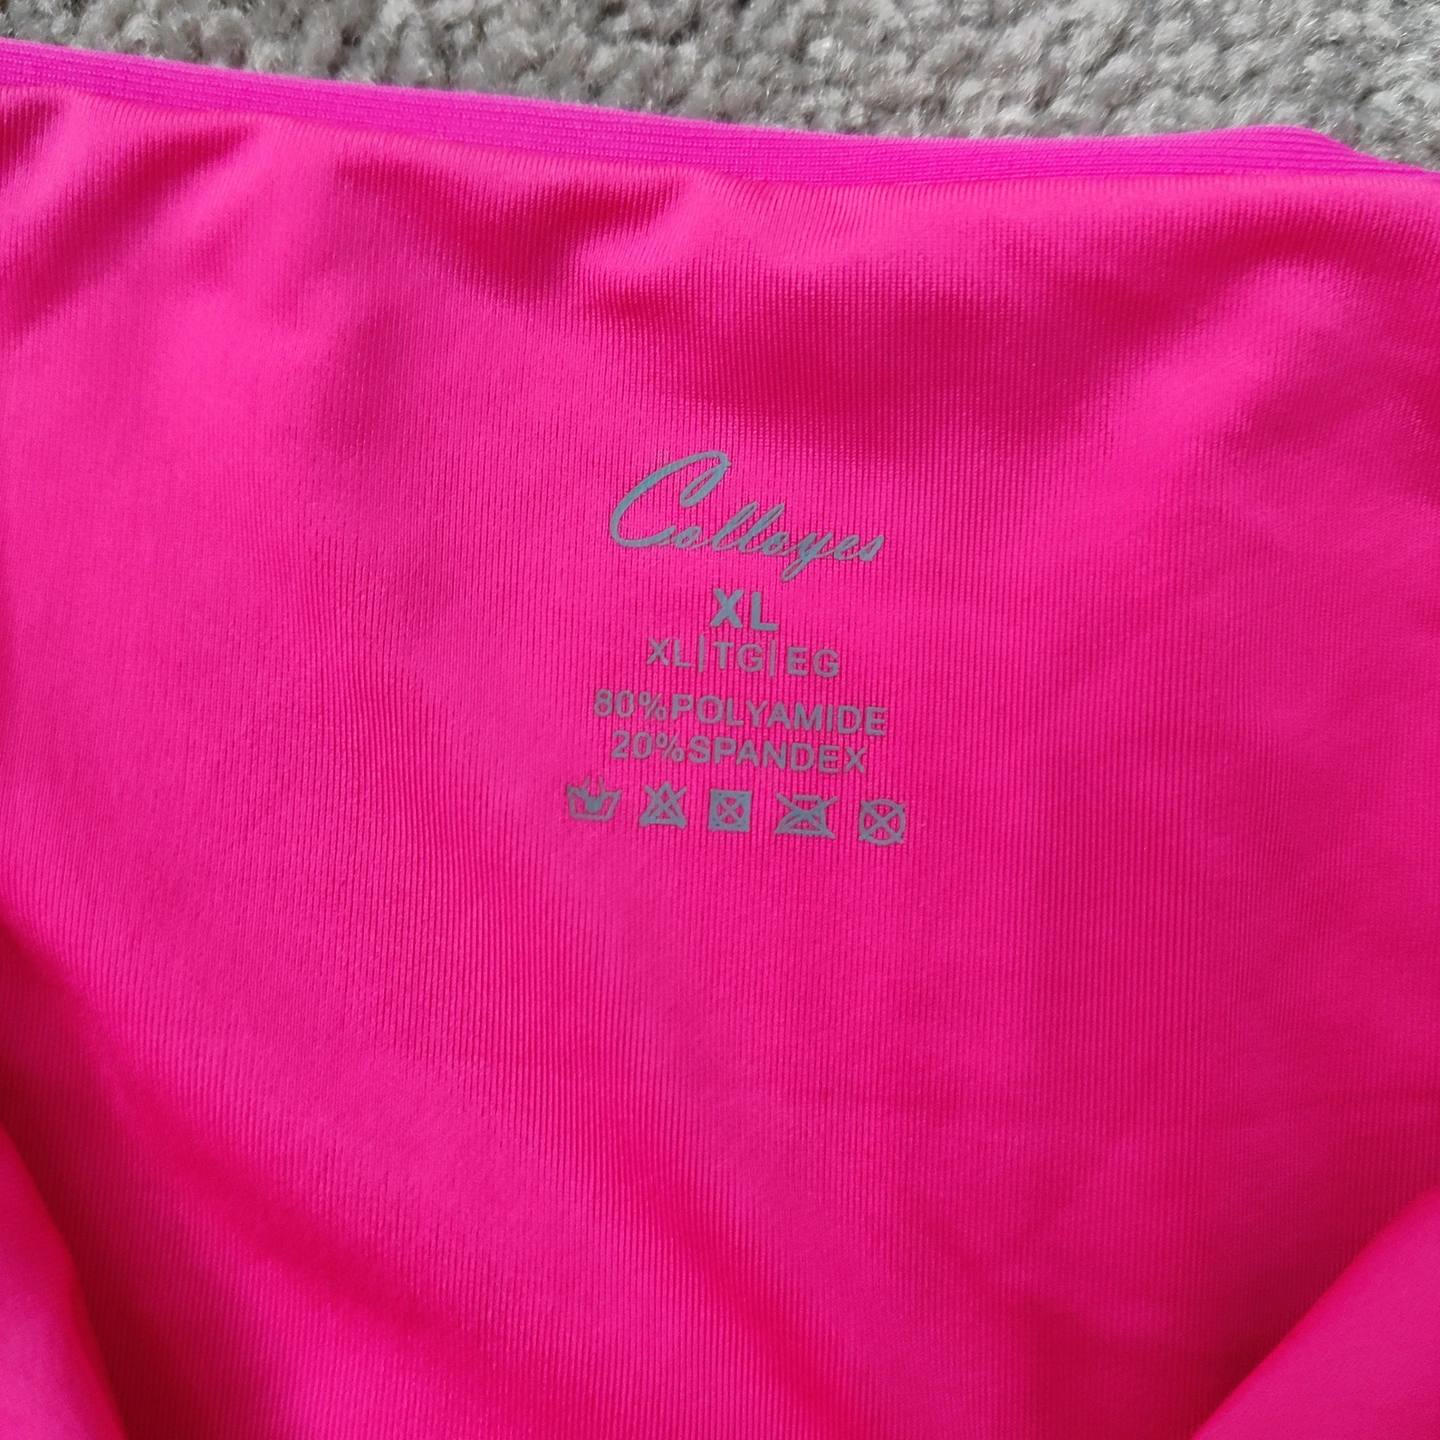 Colloyes
XL
XL|TG|EG
80%POLYAMIDE
20%SPANDEX